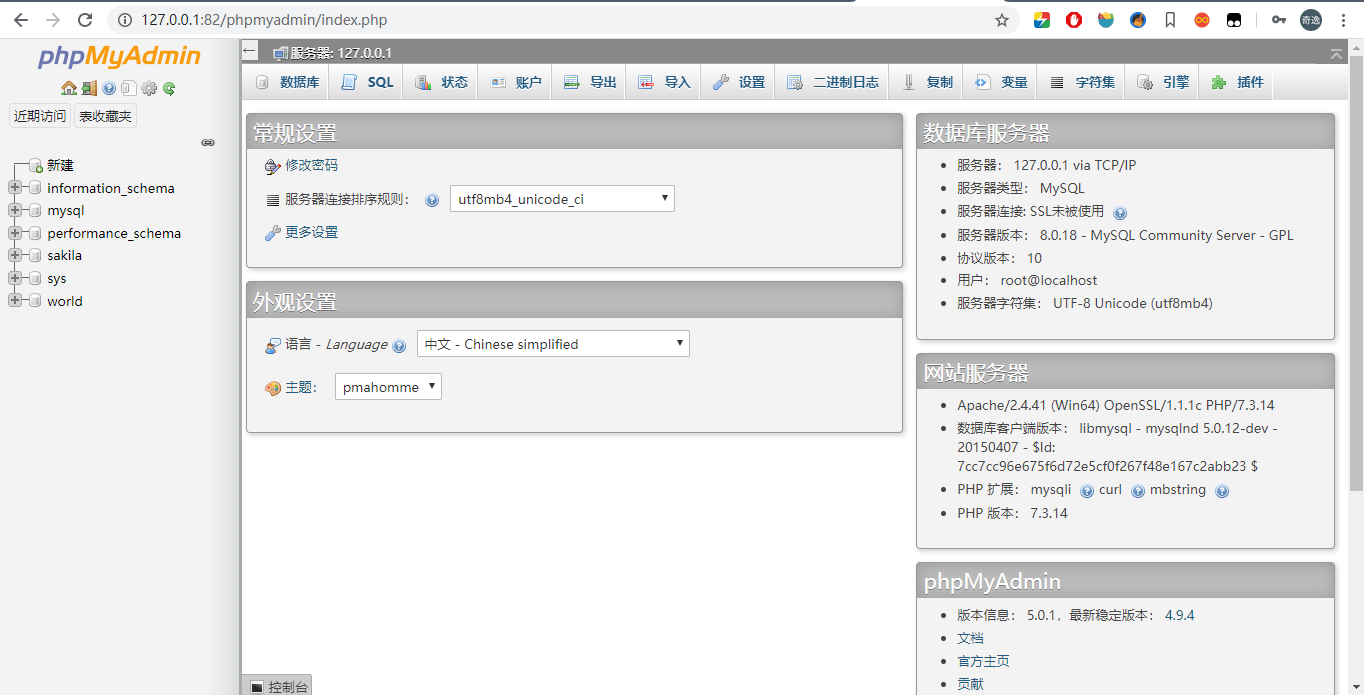 127.0.0.1:82/phpmyadmin/index.php
奇逸
phpMyAdmin
近期访问 表收藏夹
新建
information_schema
mysql
performance_schema
sakila
sys
world
服务器: 127.0.0.1
数据库 SQL 状态 账户 导出 导入 设置 二进制日志 复制 变量 字符集 引擎 插件
常规设置
修改密码
服务器连接排序规则： utf8mb4_unicode_ci
更多设置
外观设置
语言 - Language 中文 - Chinese simplified
主题： pmahomme
数据库服务器
服务器： 127.0.0.1 via TCP/IP
服务器类型： MySQL
服务器连接: SSL未被使用
服务器版本： 8.0.18 - MySQL Community Server - GPL
协议版本： 10
用户： root@localhost
服务器字符集： UTF-8 Unicode (utf8mb4)
网站服务器
Apache/2.4.41 (Win64) OpenSSL/1.1.1c PHP/7.3.14
数据库客户端版本： libmysql - mysqlnd 5.0.12-dev -
20150407 - $Id:
7cc7cc96e675f6d72e5cf0f267f48e167c2abb23 $
PHP 扩展： mysqli curl mbstring
PHP 版本： 7.3.14
phpMyAdmin
版本信息： 5.0.1，最新稳定版本： 4.9.4
文档
官方主页
贡献
控制台